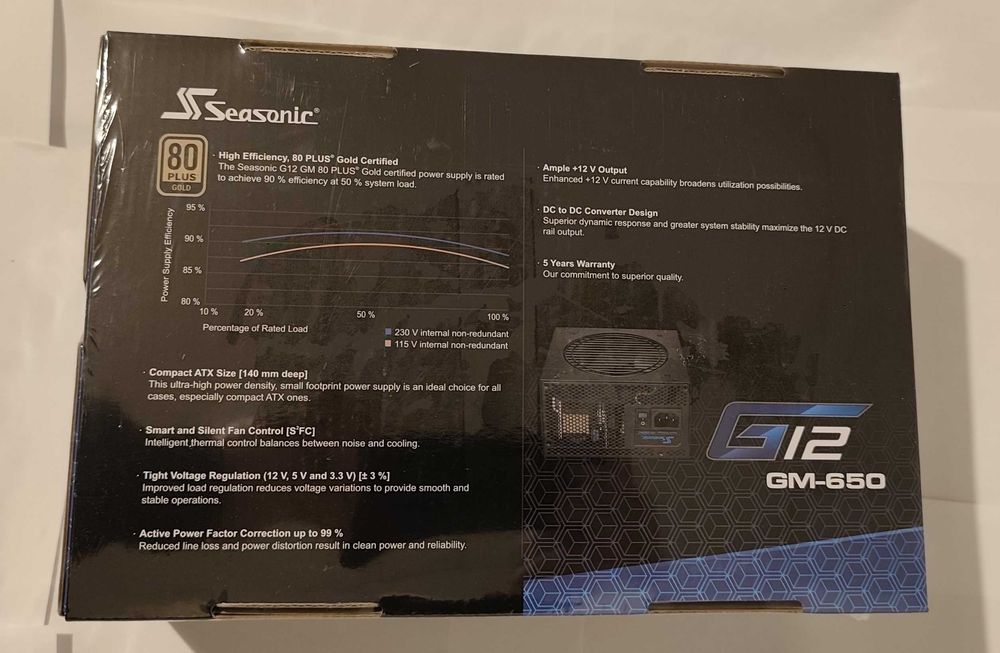 Seasonic®
80
PLUS
GOLD
· High Efficiency, 80 PLUS® Gold Certified
The Seasonic G12 GM 80 PLUS® Gold certified power supply is rated
to achieve 90 % efficiency at 50 % system load.
Power Supply Efficiency
95 %
90 %
85 %
80 %
10 %
20 %
50 %
100 %
Percentage of Rated Load
230 V internal non-redundant
115 V internal non-redundant
· Compact ATX Size [140 mm deep]
This ultra-high power density, small footprint power supply is an ideal choice for all
cases, especially compact ATX ones.
· Smart and Silent Fan Control [S²FC]
Intelligent thermal control balances between noise and cooling.
· Tight Voltage Regulation (12 V, 5 V and 3.3 V) [± 3 %]
Improved load regulation reduces voltage variations to provide smooth and
stable operations.
· Active Power Factor Correction up to 99 %
Reduced line loss and power distortion result in clean power and reliability.
· Ample +12 V Output
Enhanced +12 V current capability broadens utilization possibilities.
· DC to DC Converter Design
Superior dynamic response and greater system stability maximize the 12 V DC
rail output.
· 5 Years Warranty
Our commitment to superior quality.
G12
GM-650